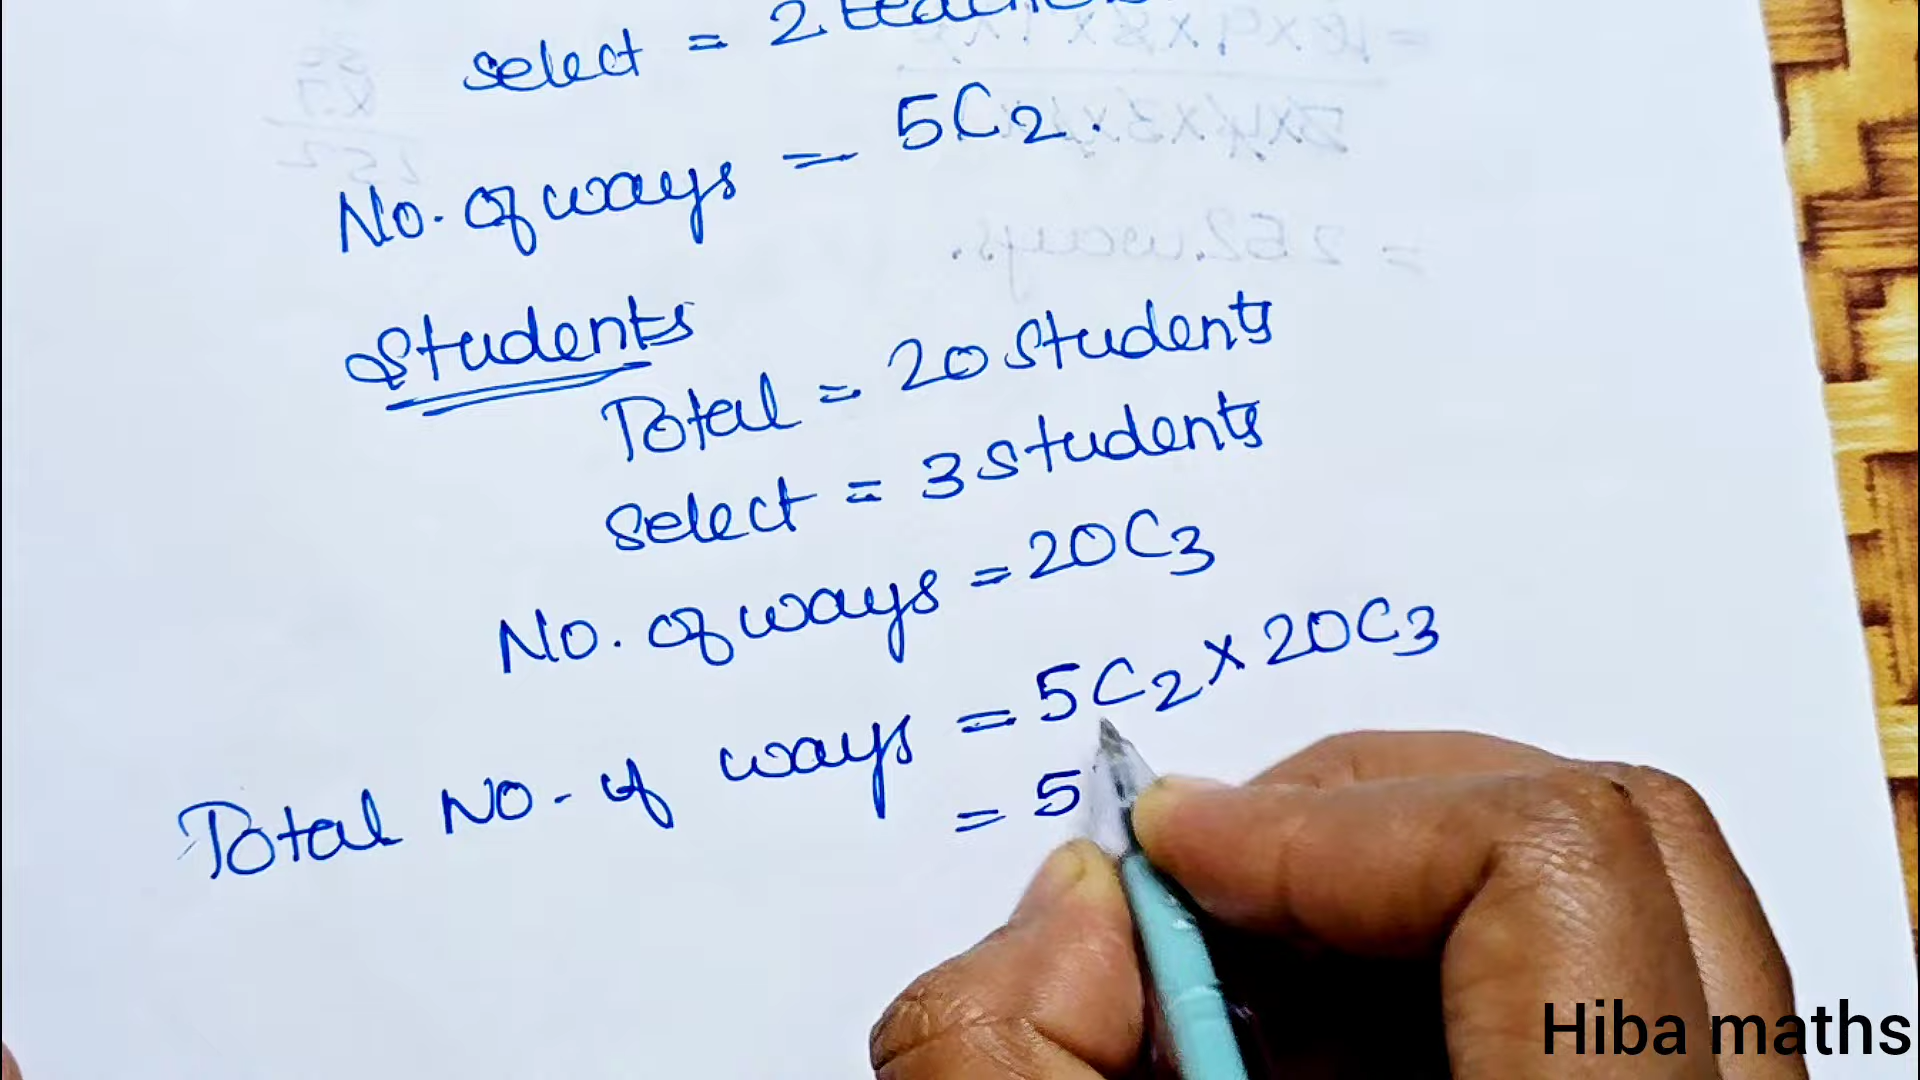 select = 2 teachers
No. of ways = 5C2.
Students
Total = 20 students
select = 3 students
No. of ways = 20C3
Total No. of ways = 5C2 x 20C3
= 5
Hiba maths